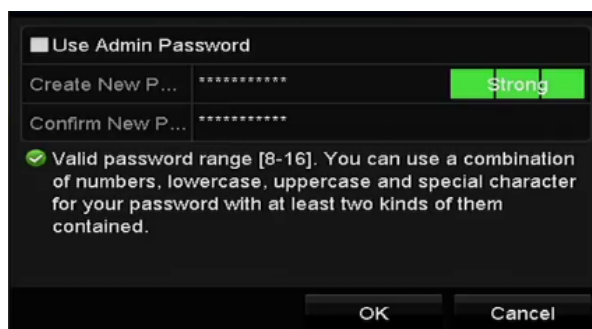 Use Admin Password
Create New P... *********** Strong
Confirm New P... ***********
Valid password range [8-16]. You can use a combination
of numbers, lowercase, uppercase and special character
for your password with at least two kinds of them
contained.
OK Cancel